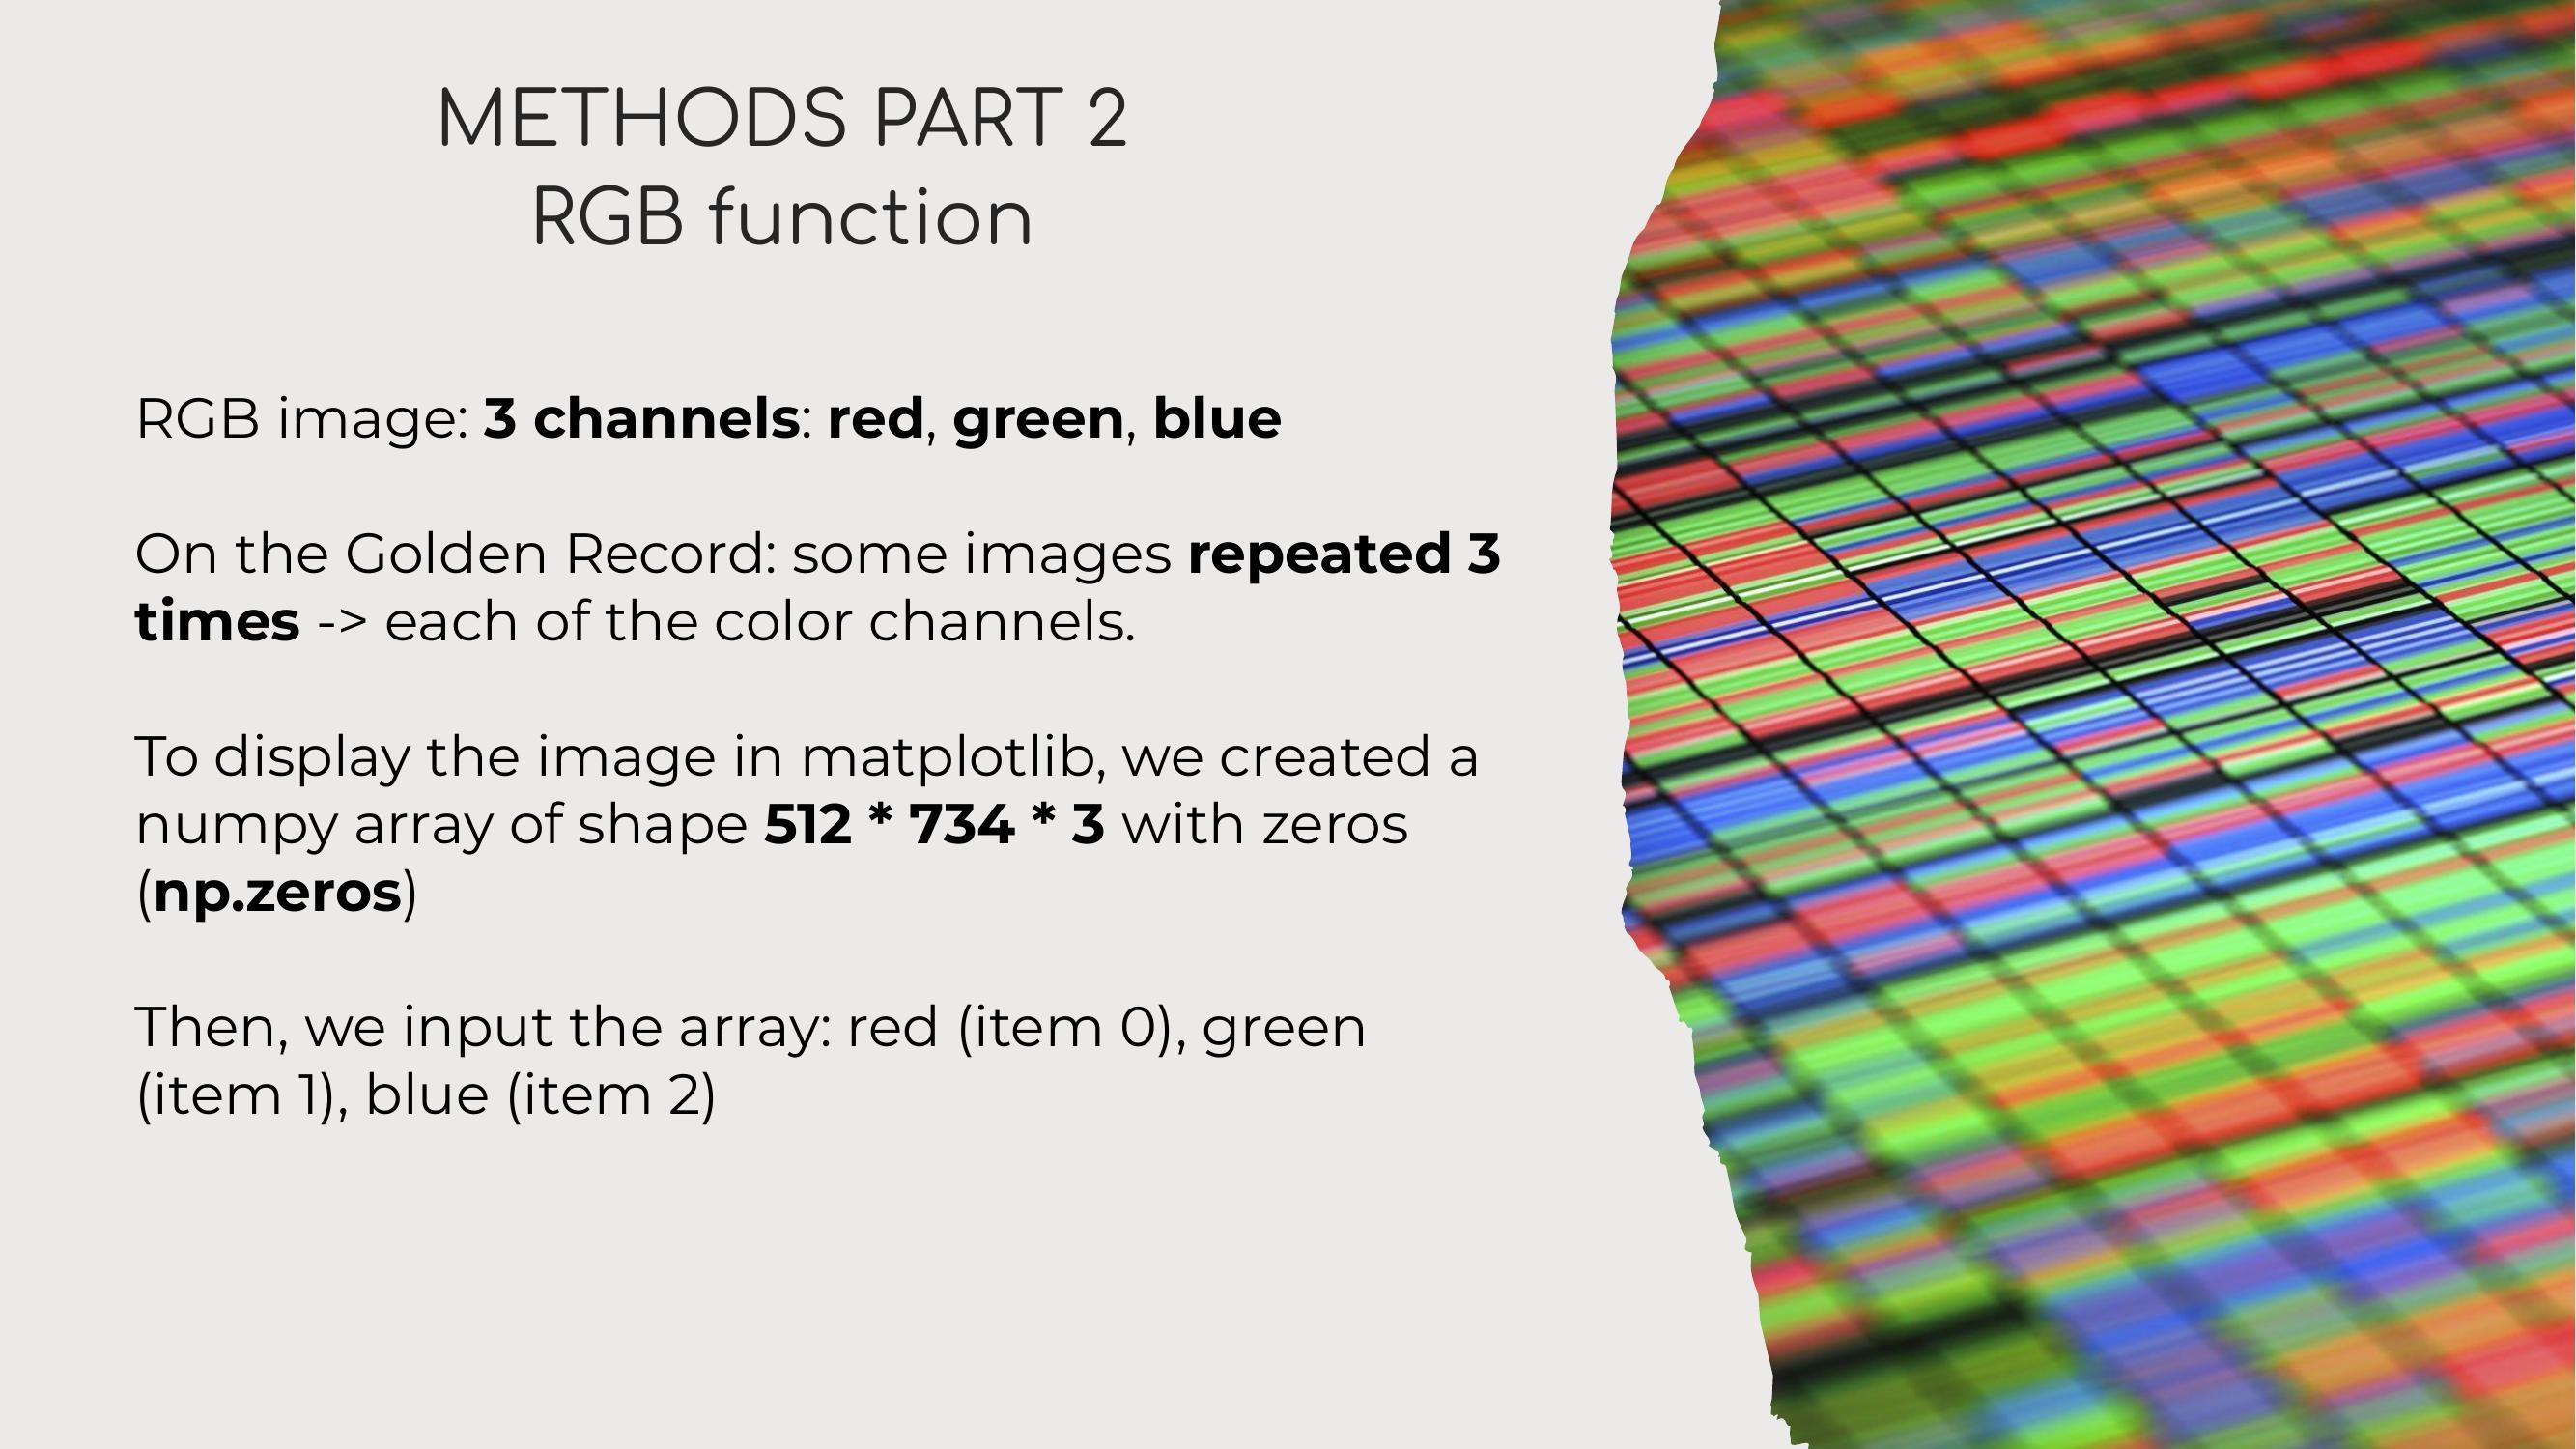 METHODS PART 2
RGB function
RGB image: 3 channels: red, green, blue
On the Golden Record: some images repeated 3
times -> each of the color channels.
To display the image in matplotlib, we created a
numpy array of shape 512 * 734 * 3 with zeros
(np.zeros)
Then, we input the array: red (item 0), green
(item 1), blue (item 2)